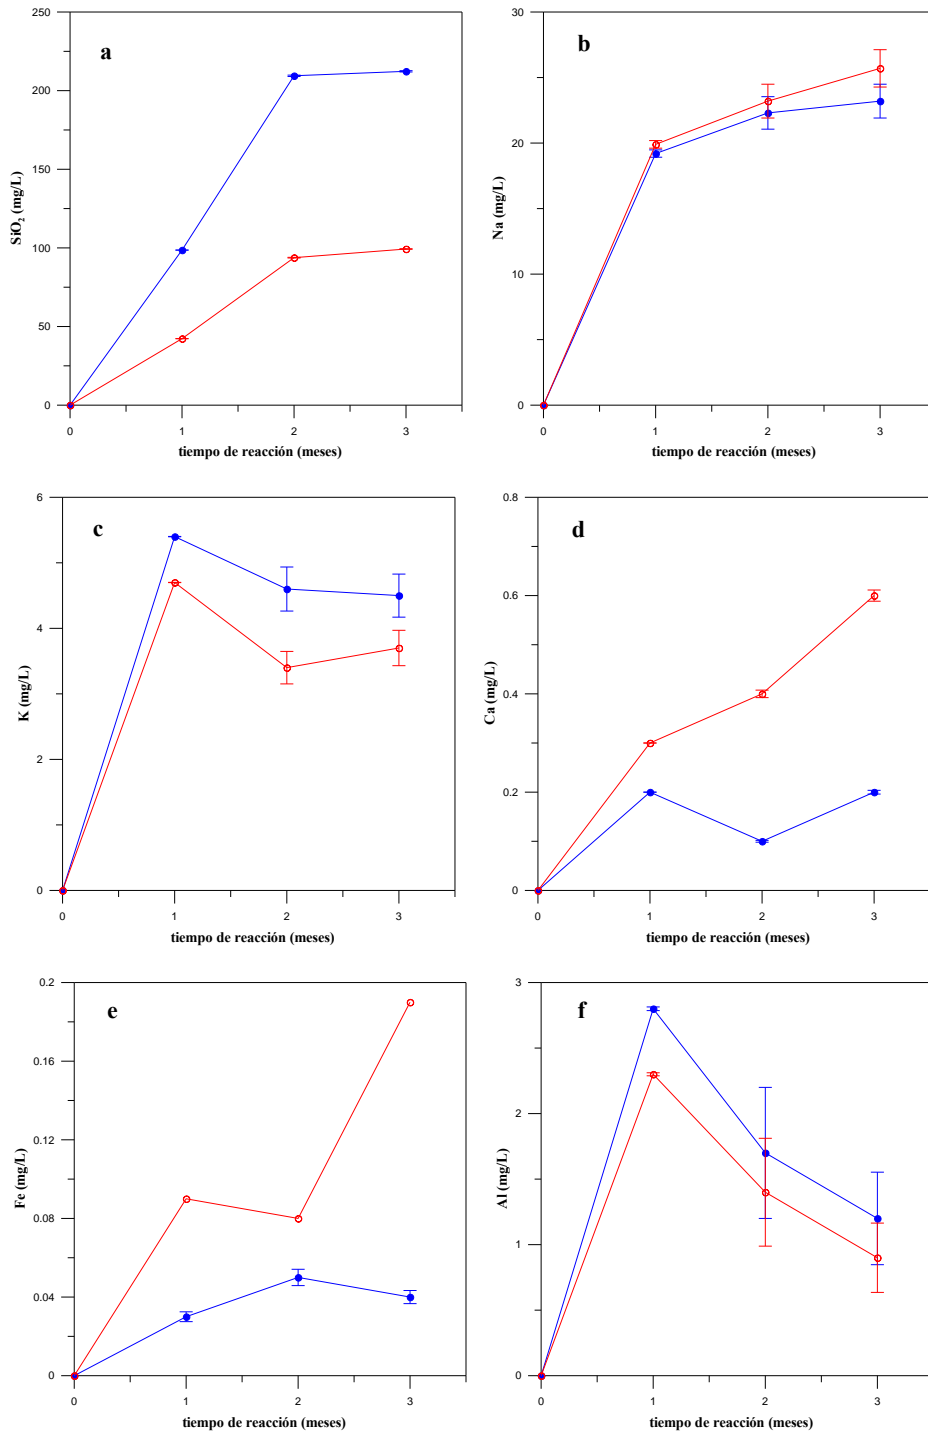 250
200
150
100
50
0
SiO₂ (mg/L)
a
0 1 2 3
tiempo de reacción (meses)
30
20
10
0
Na (mg/L)
b
0 1 2 3
tiempo de reacción (meses)
6
4
2
0
K (mg/L)
c
0 1 2 3
tiempo de reacción (meses)
0.8
0.6
0.4
0.2
0
Ca (mg/L)
d
0 1 2 3
tiempo de reacción (meses)
0.2
0.16
0.12
0.08
0.04
0
Fe (mg/L)
e
0 1 2 3
tiempo de reacción (meses)
3
2
1
0
Al (mg/L)
f
0 1 2 3
tiempo de reacción (meses)